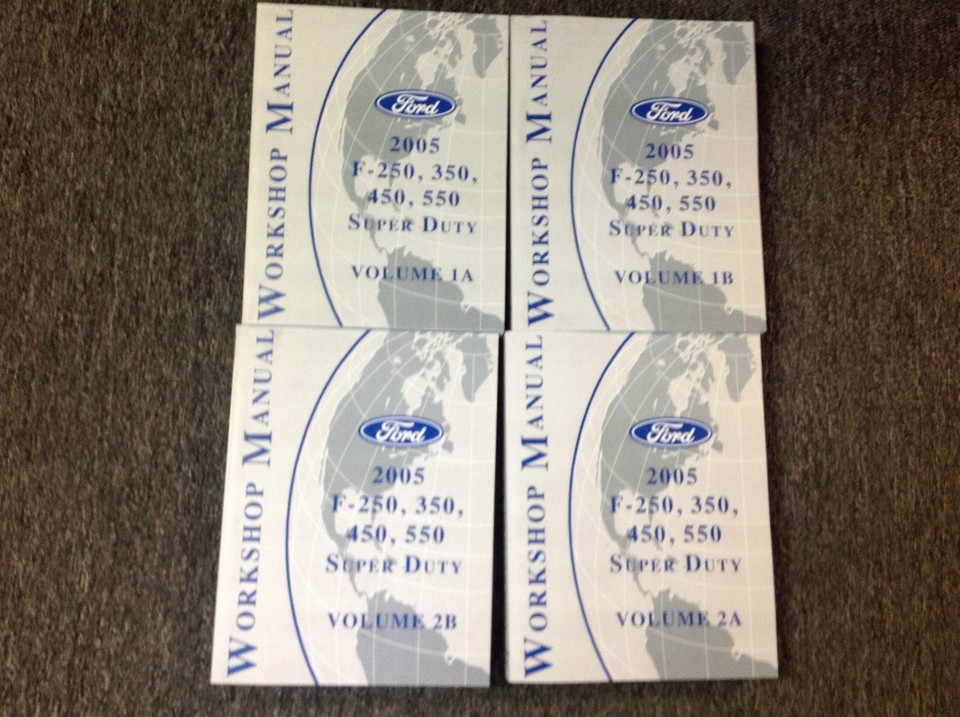 WORKSHOP MANUAL
Ford
2005
F-250, 350,
450, 550
SUPER DUTY
VOLUME 1A
WORKSHOP MANUAL
Ford
2005
F-250, 350,
450, 550
SUPER DUTY
VOLUME 1B
WORKSHOP MANUAL
Ford
2005
F-250, 350,
450, 550
SUPER DUTY
VOLUME 2B
WORKSHOP MANUAL
Ford
2005
F-250, 350,
450, 550
SUPER DUTY
VOLUME 2A